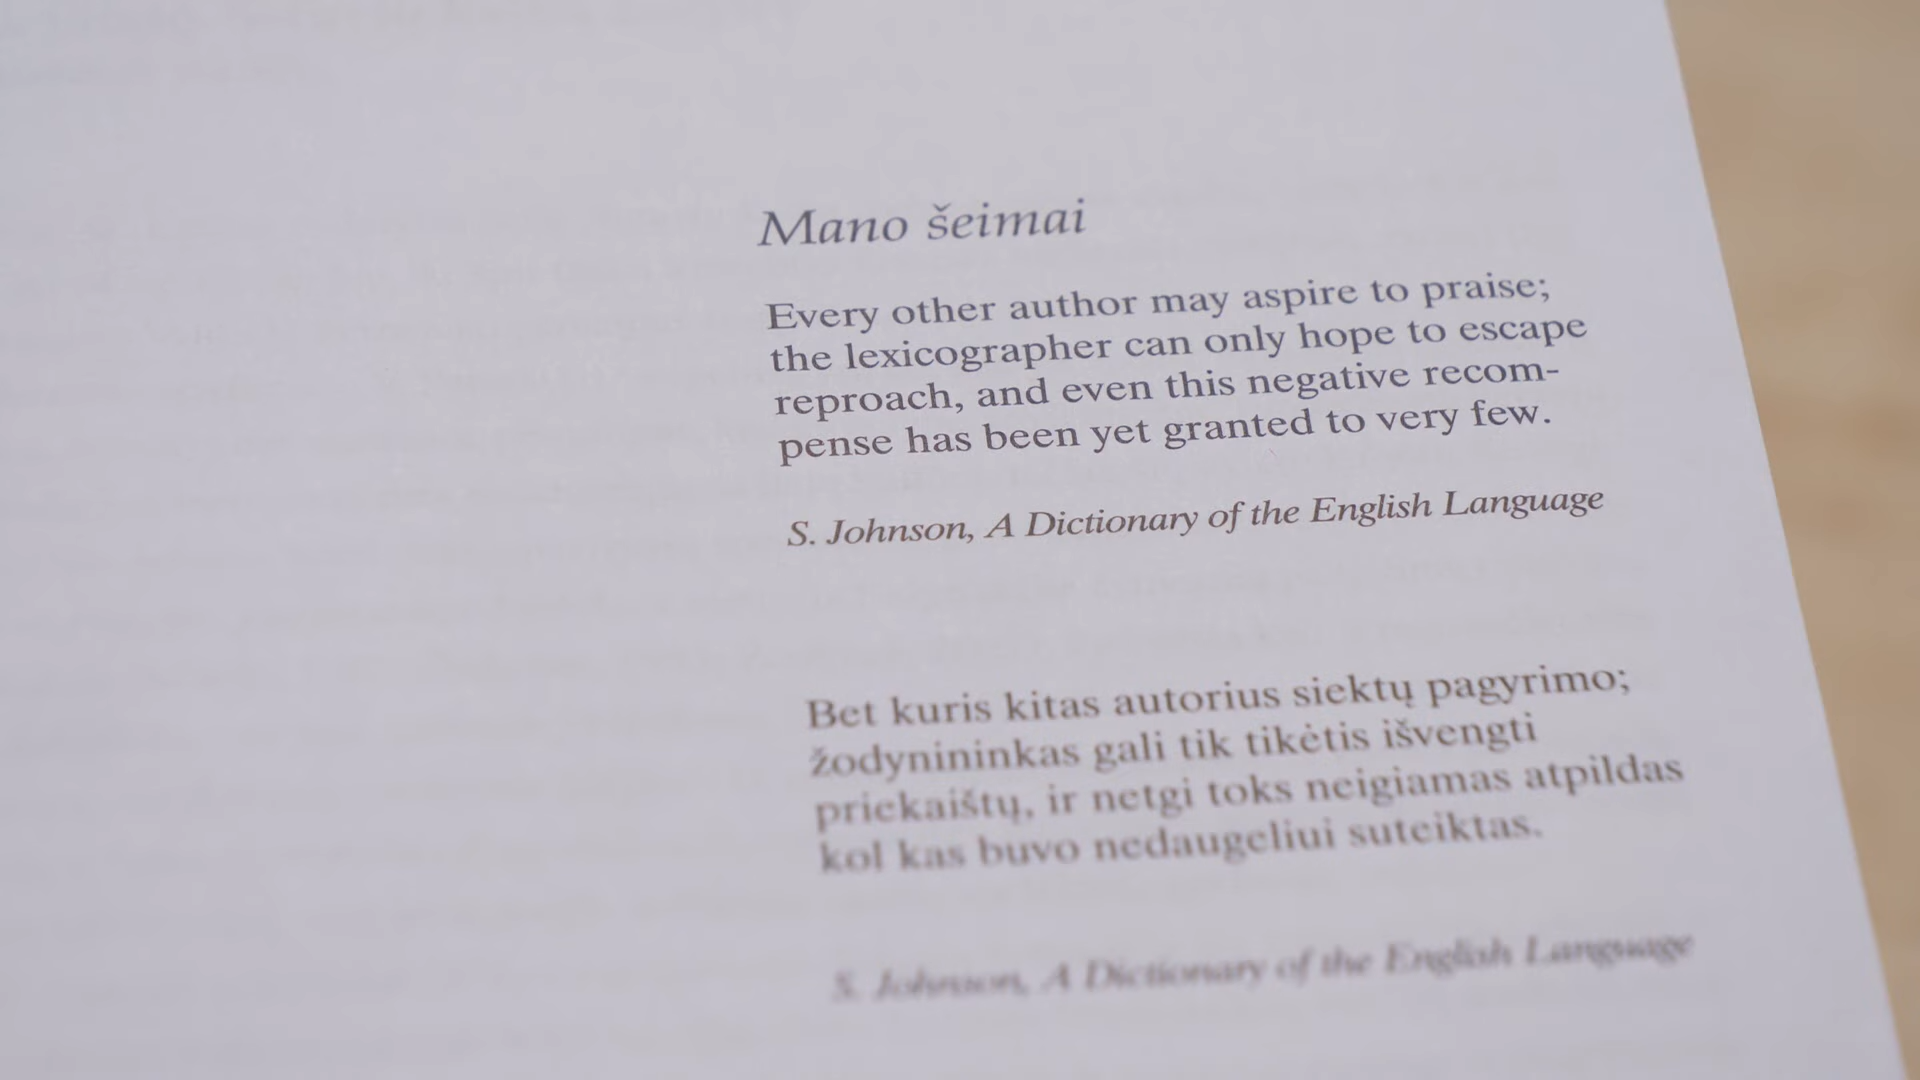 Mano šeimai
Every other author may aspire to praise;
the lexicographer can only hope to escape
reproach, and even this negative recom-
pense has been yet granted to very few.
S. Johnson, A Dictionary of the English Language
Bet kuris kitas autorius siektų pagyrimo;
žodynininkas gali tik tikėtis išvengti
priekaištų, ir netgi toks neigiamas atpildas
kol kas buvo nedaugeliui suteiktas.
S. Johnson, A Dictionary of the English Language